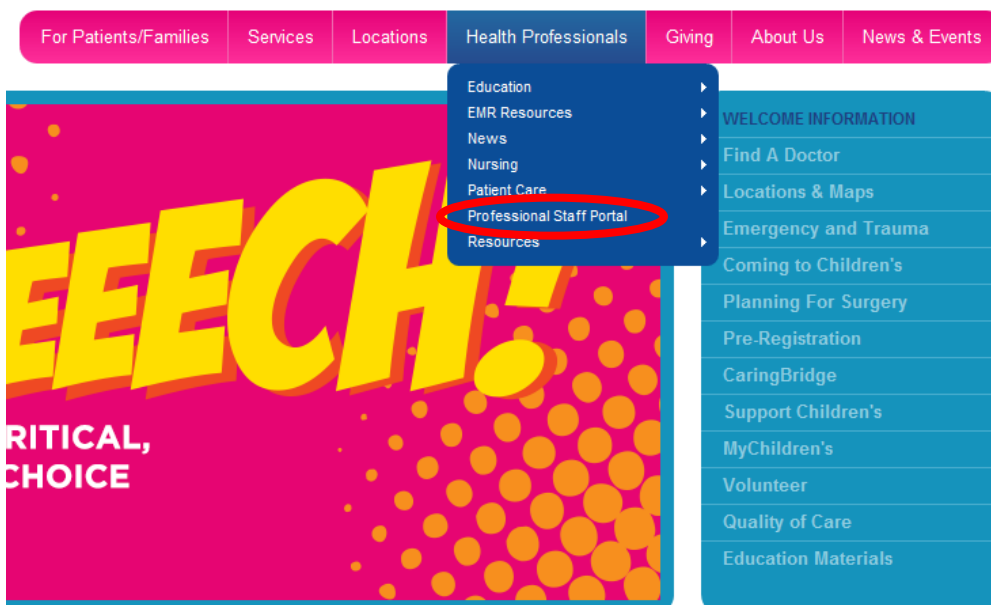 For Patients/Families Services Locations Health Professionals Giving About Us News & Events
Education
EMR Resources
News
Nursing
Patient Care
Professional Staff Portal
Resources
EEECH!
RITICAL,
CHOICE
WELCOME INFORMATION
Find A Doctor
Locations & Maps
Emergency and Trauma
Coming to Children's
Planning For Surgery
Pre-Registration
CaringBridge
Support Children's
MyChildren's
Volunteer
Quality of Care
Education Materials